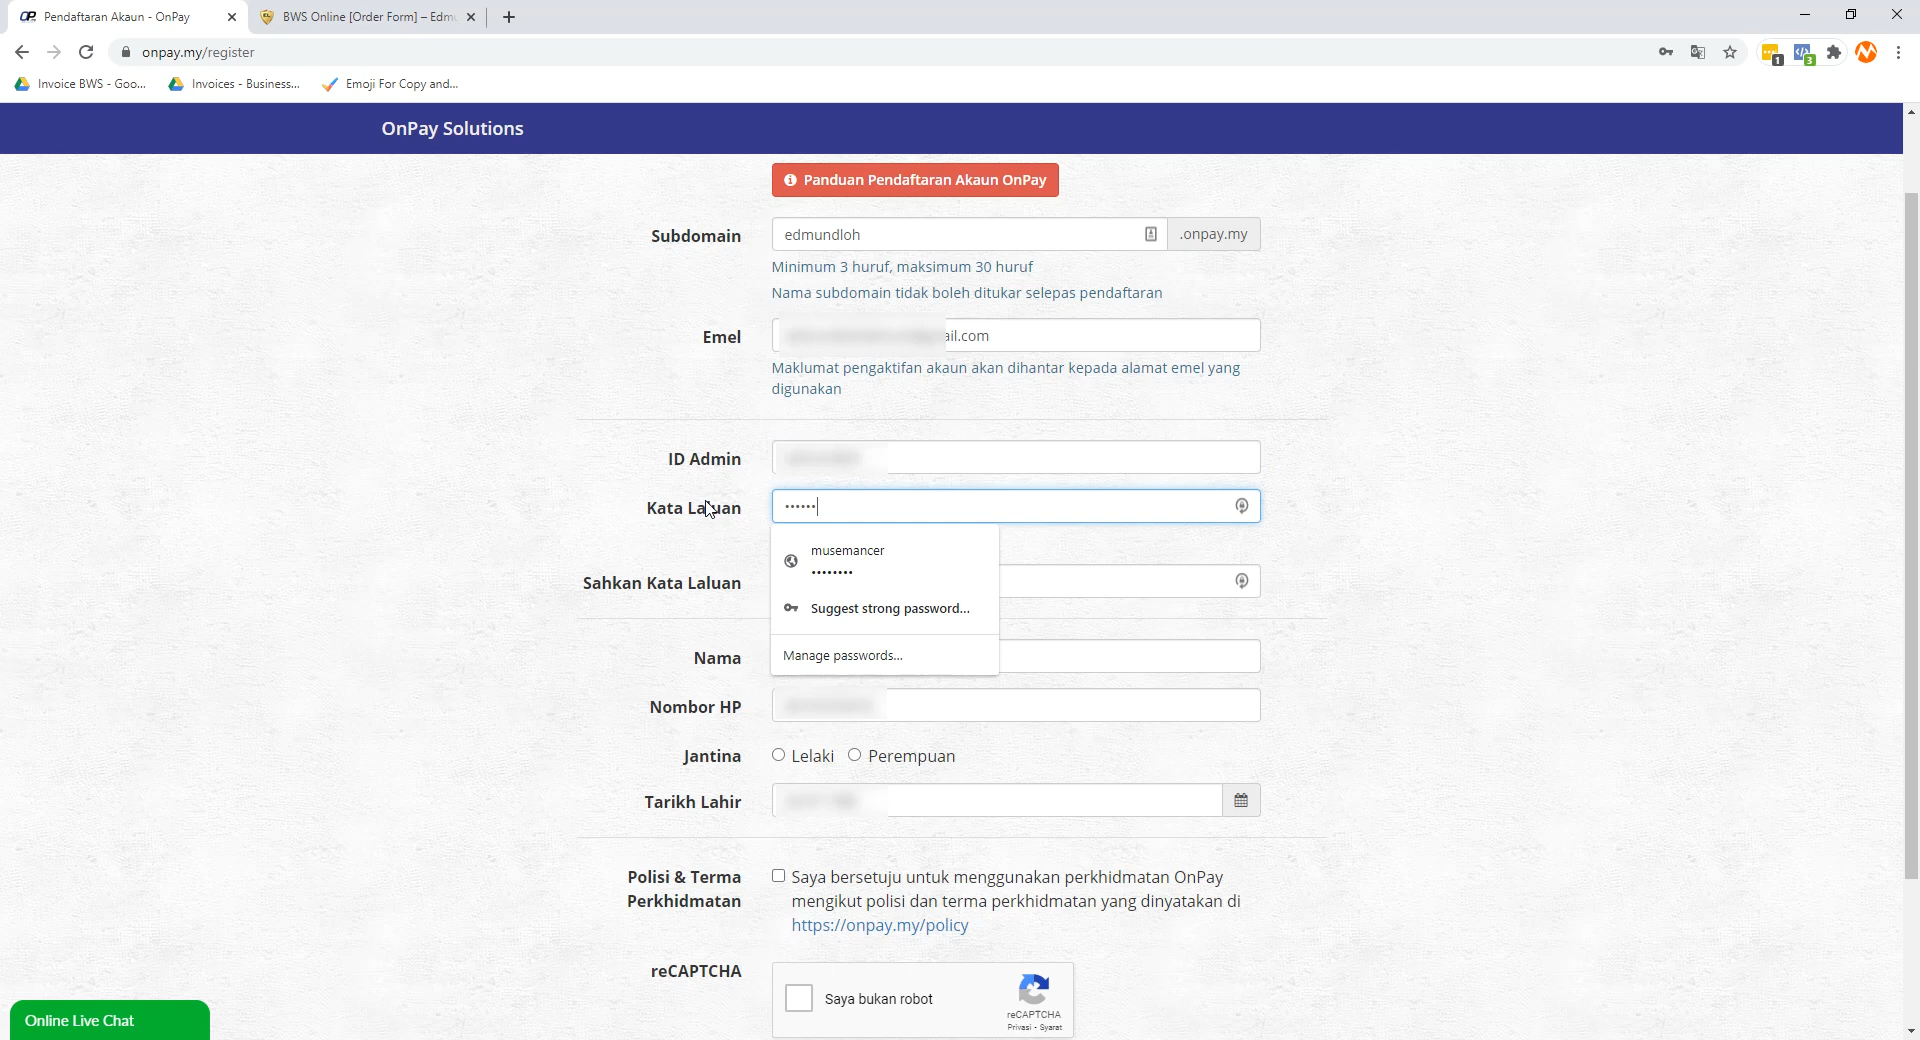 Pendaftaran Akaun - OnPay
BWS Online [Order Form] – Edm
onpay.my/register
1
3
Invoice BWS - Goo...
Invoices - Business...
Emoji For Copy and...
OnPay Solutions
Panduan Pendaftaran Akaun OnPay
Subdomain
edmundloh
.onpay.my
Minimum 3 huruf, maksimum 30 huruf
Nama subdomain tidak boleh ditukar selepas pendaftaran
Emel
ail.com
Maklumat pengaktifan akaun akan dihantar kepada alamat emel yang
digunakan
ID Admin
Kata Laluan
••••••
musemancer
••••••••
Suggest strong password...
Manage passwords...
Sahkan Kata Laluan
Nama
Nombor HP
Jantina
Lelaki
Perempuan
Tarikh Lahir
Polisi & Terma
Perkhidmatan
Saya bersetuju untuk menggunakan perkhidmatan OnPay
mengikut polisi dan terma perkhidmatan yang dinyatakan di
https://onpay.my/policy
reCAPTCHA
Saya bukan robot
reCAPTCHA
Privasi - Syarat
Online Live Chat